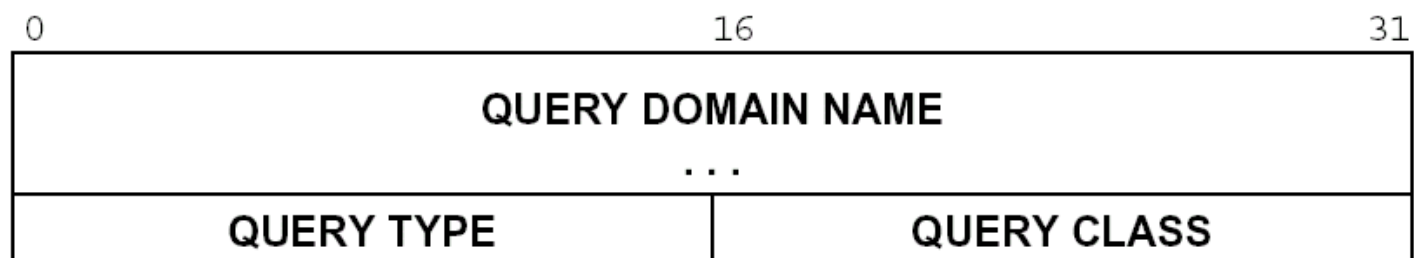 0 16 31
QUERY DOMAIN NAME
...
QUERY TYPE QUERY CLASS